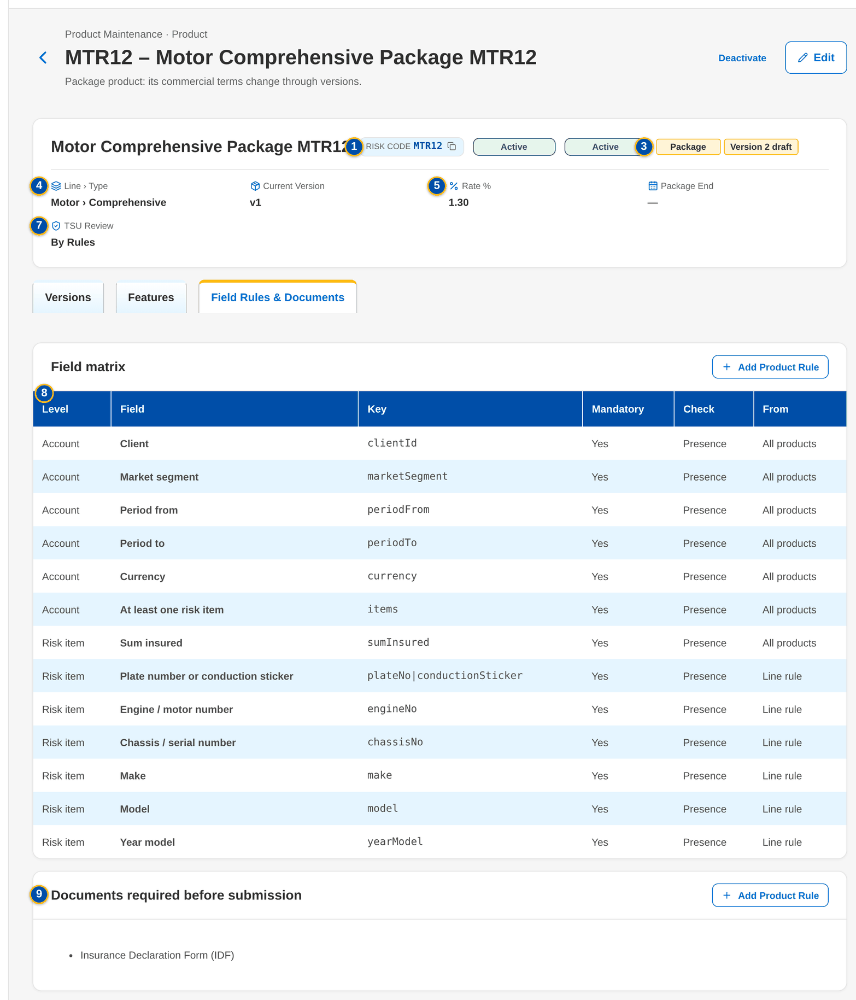 Product Maintenance · Product
MTR12 – Motor Comprehensive Package MTR12
Deactivate
Edit
Package product: its commercial terms change through versions.
Motor Comprehensive Package MTR12
1
RISK CODE MTR12
Active
Active
3
Package
Version 2 draft
4
Line › Type
Current Version
5
Rate %
Package End
Motor › Comprehensive
v1
1.30
—
7
TSU Review
By Rules
Versions
Features
Field Rules & Documents
Field matrix
+ Add Product Rule
8
Level Field Key Mandatory Check From
Account Client clientId Yes Presence All products
Account Market segment marketSegment Yes Presence All products
Account Period from periodFrom Yes Presence All products
Account Period to periodTo Yes Presence All products
Account Currency currency Yes Presence All products
Account At least one risk item items Yes Presence All products
Risk item Sum insured sumInsured Yes Presence All products
Risk item Plate number or conduction sticker plateNo|conductionSticker Yes Presence Line rule
Risk item Engine / motor number engineNo Yes Presence Line rule
Risk item Chassis / serial number chassisNo Yes Presence Line rule
Risk item Make make Yes Presence Line rule
Risk item Model model Yes Presence Line rule
Risk item Year model yearModel Yes Presence Line rule
9
Documents required before submission
+ Add Product Rule
• Insurance Declaration Form (IDF)